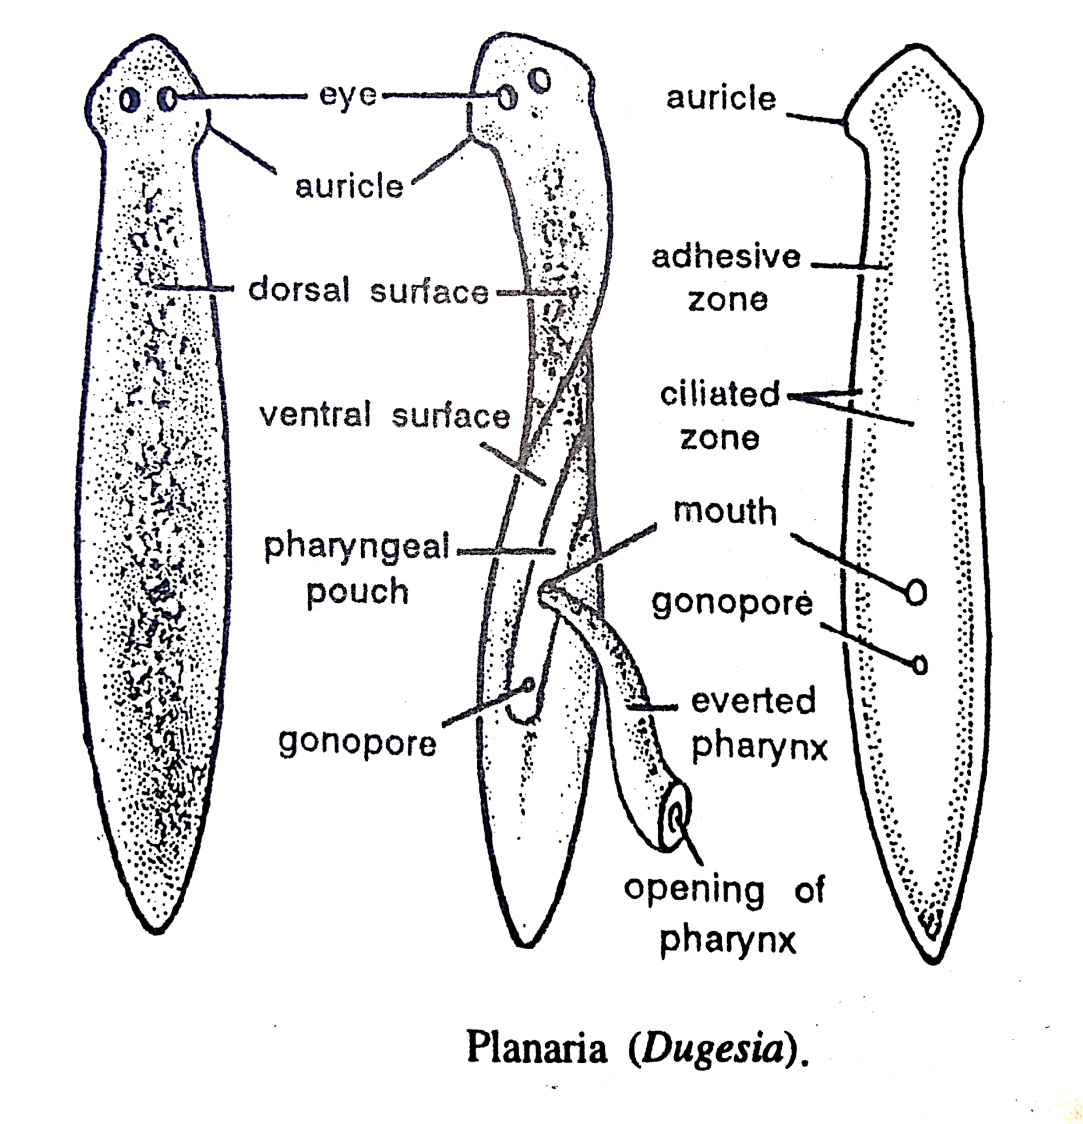 eye
auricle
auricle
dorsal surface
adhesive
zone
ventral surface
ciliated
zone
mouth
pharyngeal
pouch
gonopore
everted
pharynx
gonopore
opening of
pharynx
Planaria (Dugesia).